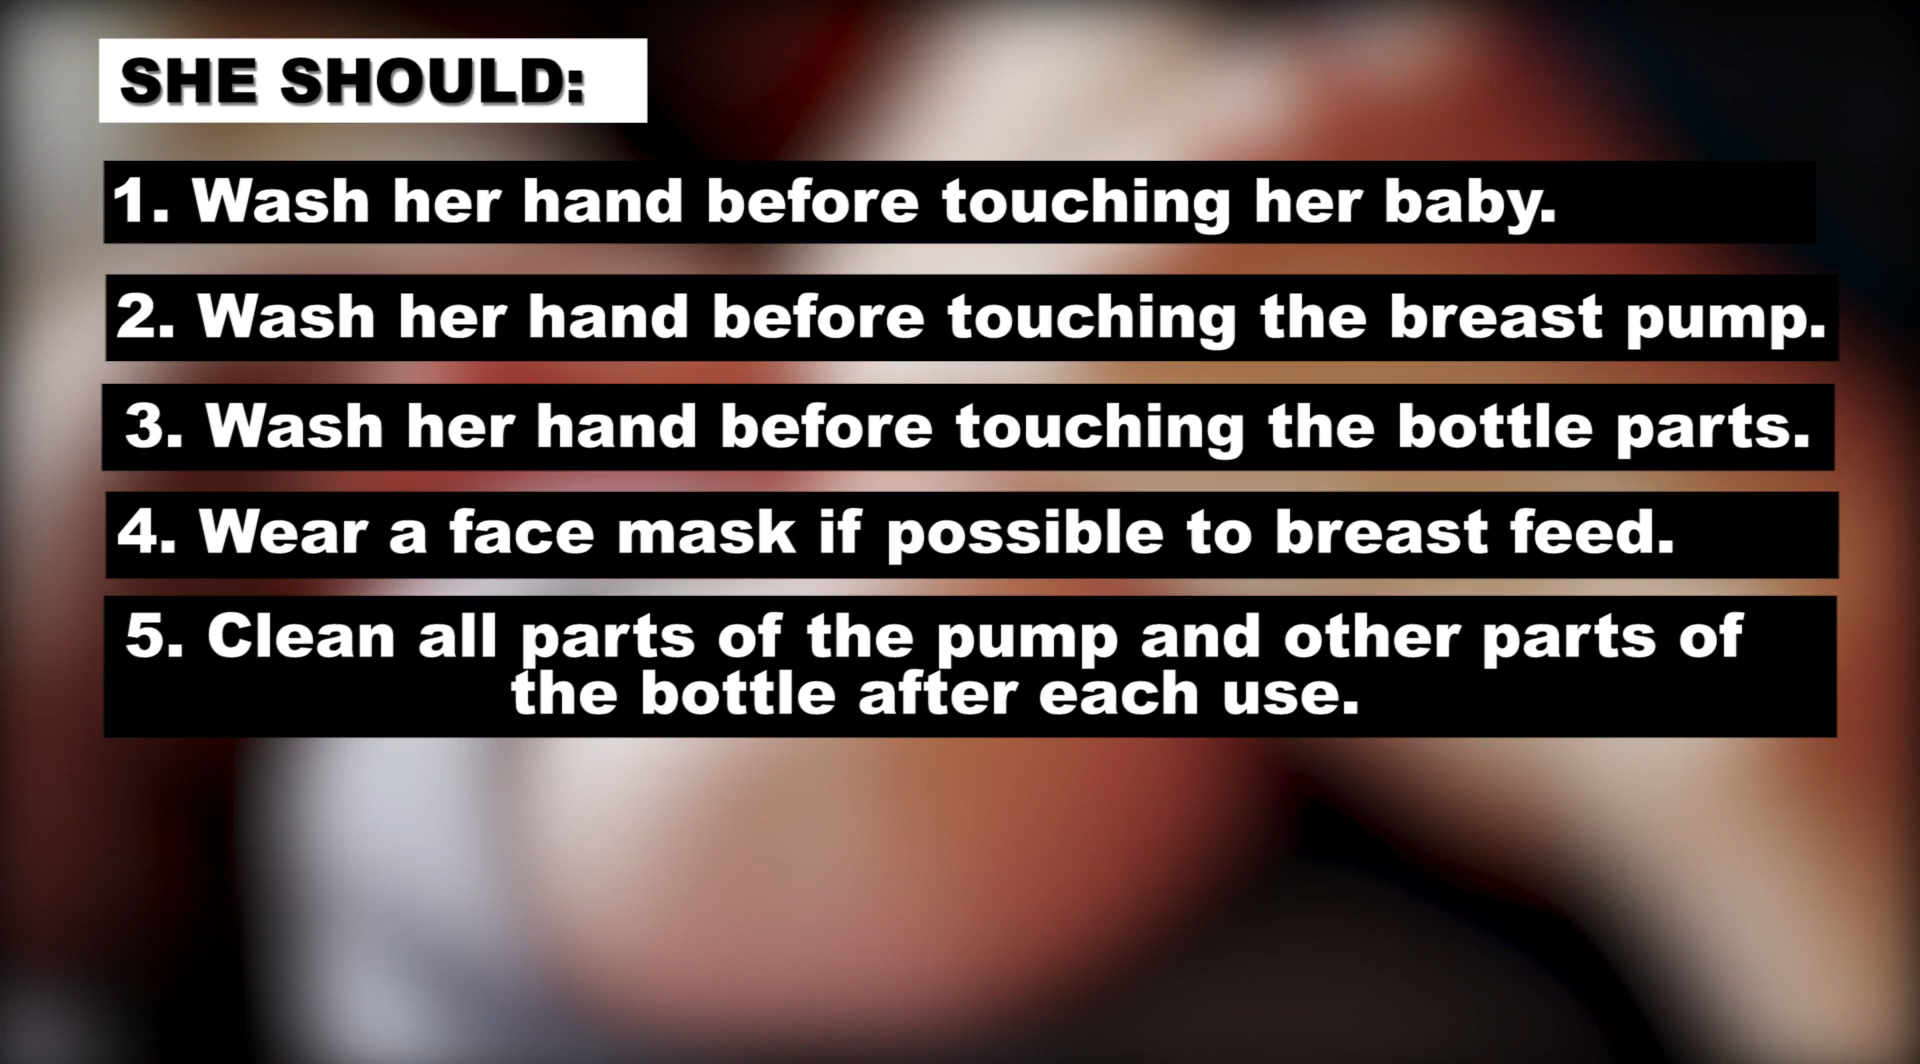 SHE SHOULD:
1. Wash her hand before touching her baby.
2. Wash her hand before touching the breast pump.
3. Wash her hand before touching the bottle parts.
4. Wear a face mask if possible to breast feed.
5. Clean all parts of the pump and other parts of
the bottle after each use.